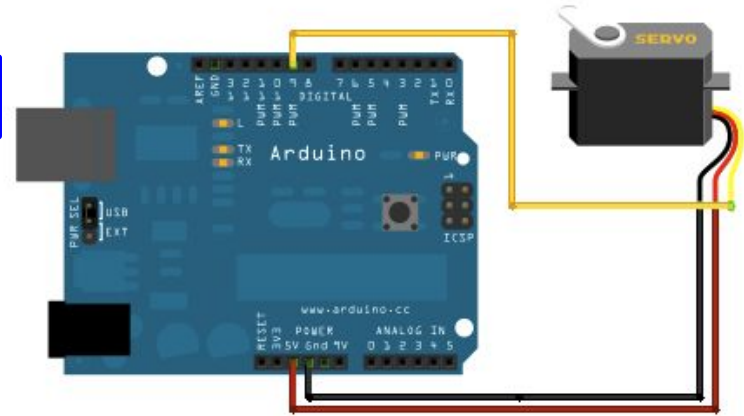 SERVO
AREF
GND
13
12
11
10
9
8
7
6
5
4
3
2
1
0
PWM
PWM
PWM
PWM
PWM
PWM
TX
RX
DIGITAL
L
TX
RX
Arduino
PWR
1
ICSP
PWR SEL
USB
EXT
www.arduino.cc
POWER
ANALOG IN
RESET
3V3
5V Gnd 9V
0 1 2 3 4 5